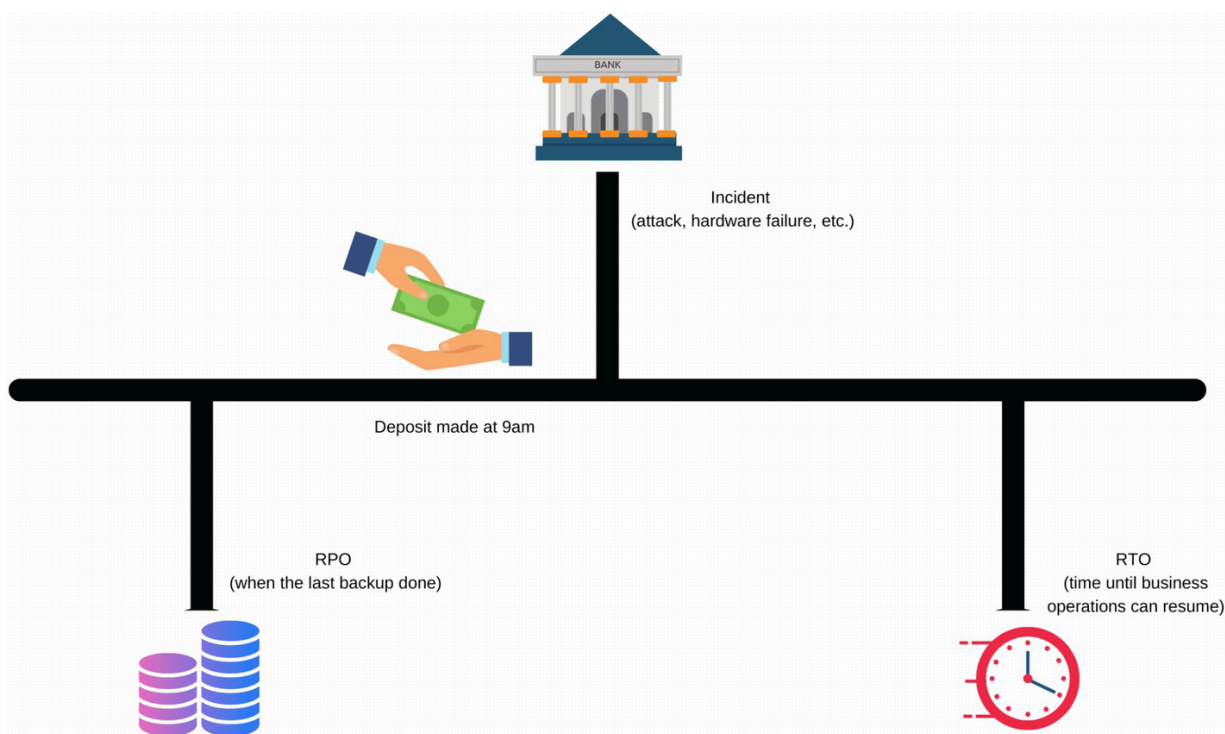 BANK
Incident
(attack, hardware failure, etc.)
Deposit made at 9am
RPO
(when the last backup done)
RTO
(time until business
operations can resume)